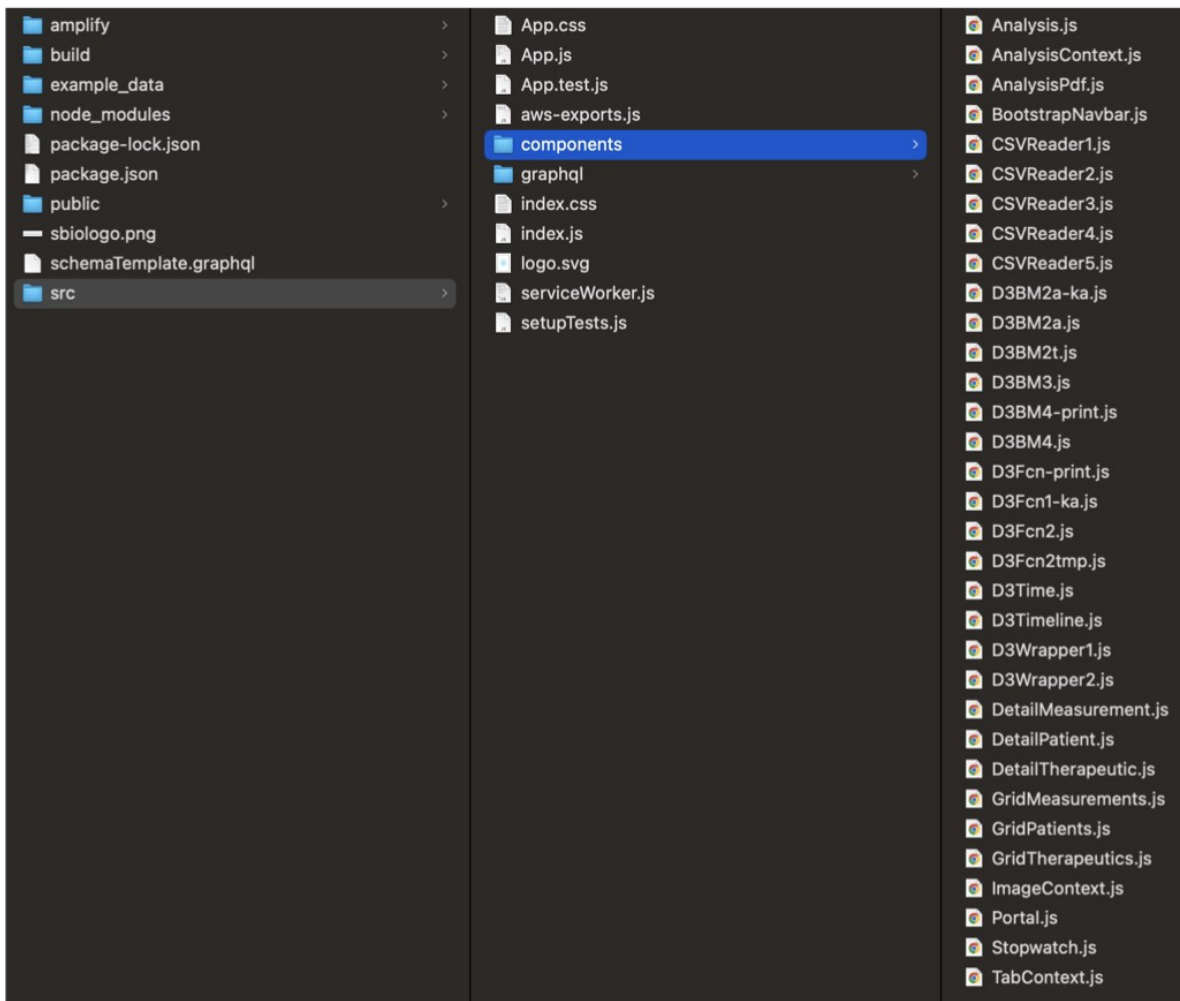 amplify
build
example_data
node_modules
package-lock.json
package.json
public
sbiologo.png
schemaTemplate.graphql
src
App.css
App.js
App.test.js
aws-exports.js
components
graphql
index.css
index.js
logo.svg
serviceWorker.js
setupTests.js
Analysis.js
AnalysisContext.js
AnalysisPdf.js
BootstrapNavbar.js
CSVReader1.js
CSVReader2.js
CSVReader3.js
CSVReader4.js
CSVReader5.js
D3BM2a-ka.js
D3BM2a.js
D3BM2t.js
D3BM3.js
D3BM4-print.js
D3BM4.js
D3Fcn-print.js
D3Fcn1-ka.js
D3Fcn2.js
D3Fcn2tmp.js
D3Time.js
D3Timeline.js
D3Wrapper1.js
D3Wrapper2.js
DetailMeasurement.js
DetailPatient.js
DetailTherapeutic.js
GridMeasurements.js
GridPatients.js
GridTherapeutics.js
ImageContext.js
Portal.js
Stopwatch.js
TabContext.js